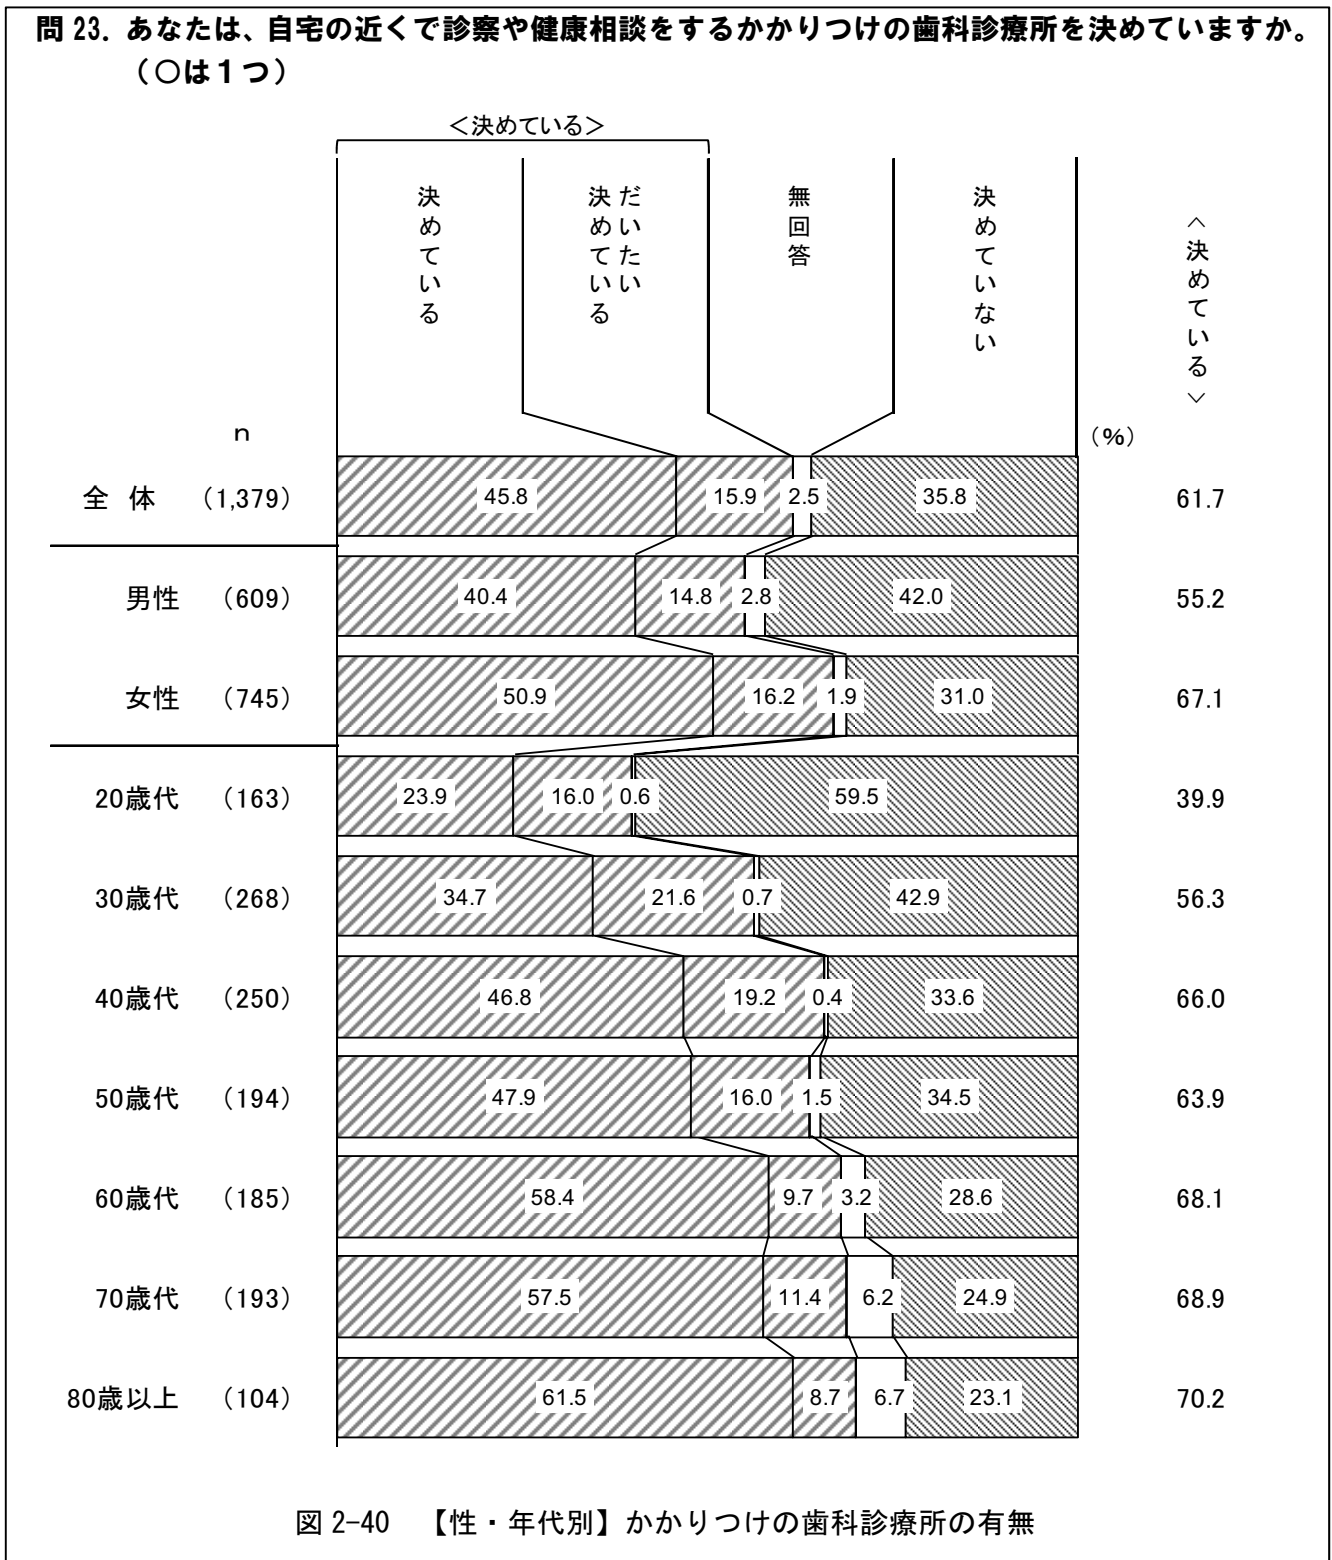 問 23. あなたは、自宅の近くで診察や健康相談をするかかりつけの歯科診療所を決めていますか。
（○は１つ）
＜決めている＞
決めている
だいたい
決めている
無回答
決めていない
＜決めている＞
ｎ
（%）
全 体 （1,379） 45.8 15.9 2.5 35.8 61.7
男性 （609） 40.4 14.8 2.8 42.0 55.2
女性 （745） 50.9 16.2 1.9 31.0 67.1
20歳代 （163） 23.9 16.0 0.6 59.5 39.9
30歳代 （268） 34.7 21.6 0.7 42.9 56.3
40歳代 （250） 46.8 19.2 0.4 33.6 66.0
50歳代 （194） 47.9 16.0 1.5 34.5 63.9
60歳代 （185） 58.4 9.7 3.2 28.6 68.1
70歳代 （193） 57.5 11.4 6.2 24.9 68.9
80歳以上 （104） 61.5 8.7 6.7 23.1 70.2
図 2-40 【性・年代別】かかりつけの歯科診療所の有無